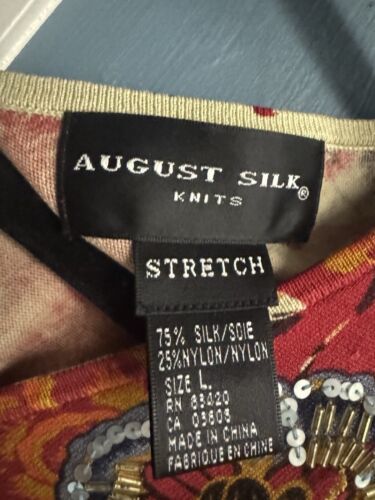 AUGUST SILK®
KNITS
STRETCH
75% SILK/SOIE
25%NYLON/NYLON
SIZE L.
RN 83420
CA 03603
MADE IN CHINA
FABRIQUE EN CHINE